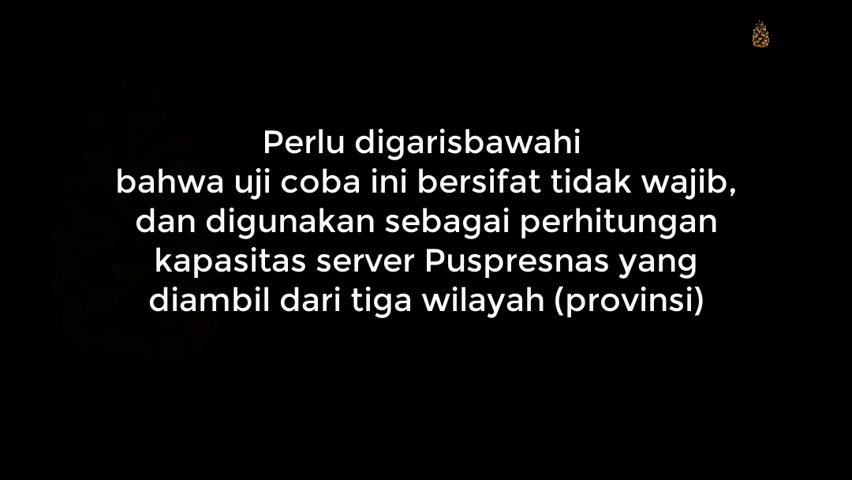 Perlu digarisbawahi
bahwa uji coba ini bersifat tidak wajib,
dan digunakan sebagai perhitungan
kapasitas server Puspresnas yang
diambil dari tiga wilayah (provinsi)